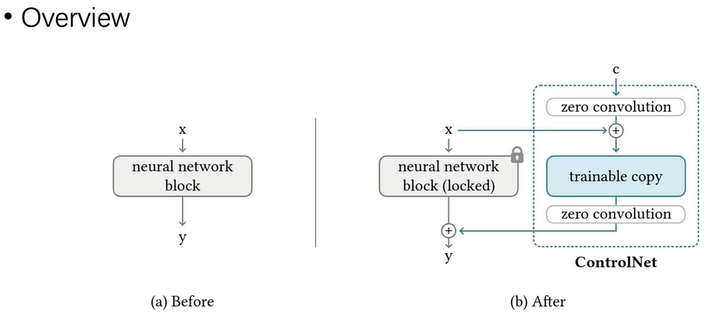 • Overview
x
neural network
block
y
(a) Before
c
zero convolution
+
x
neural network
block (locked)
trainable copy
zero convolution
+
y
ControlNet
(b) After